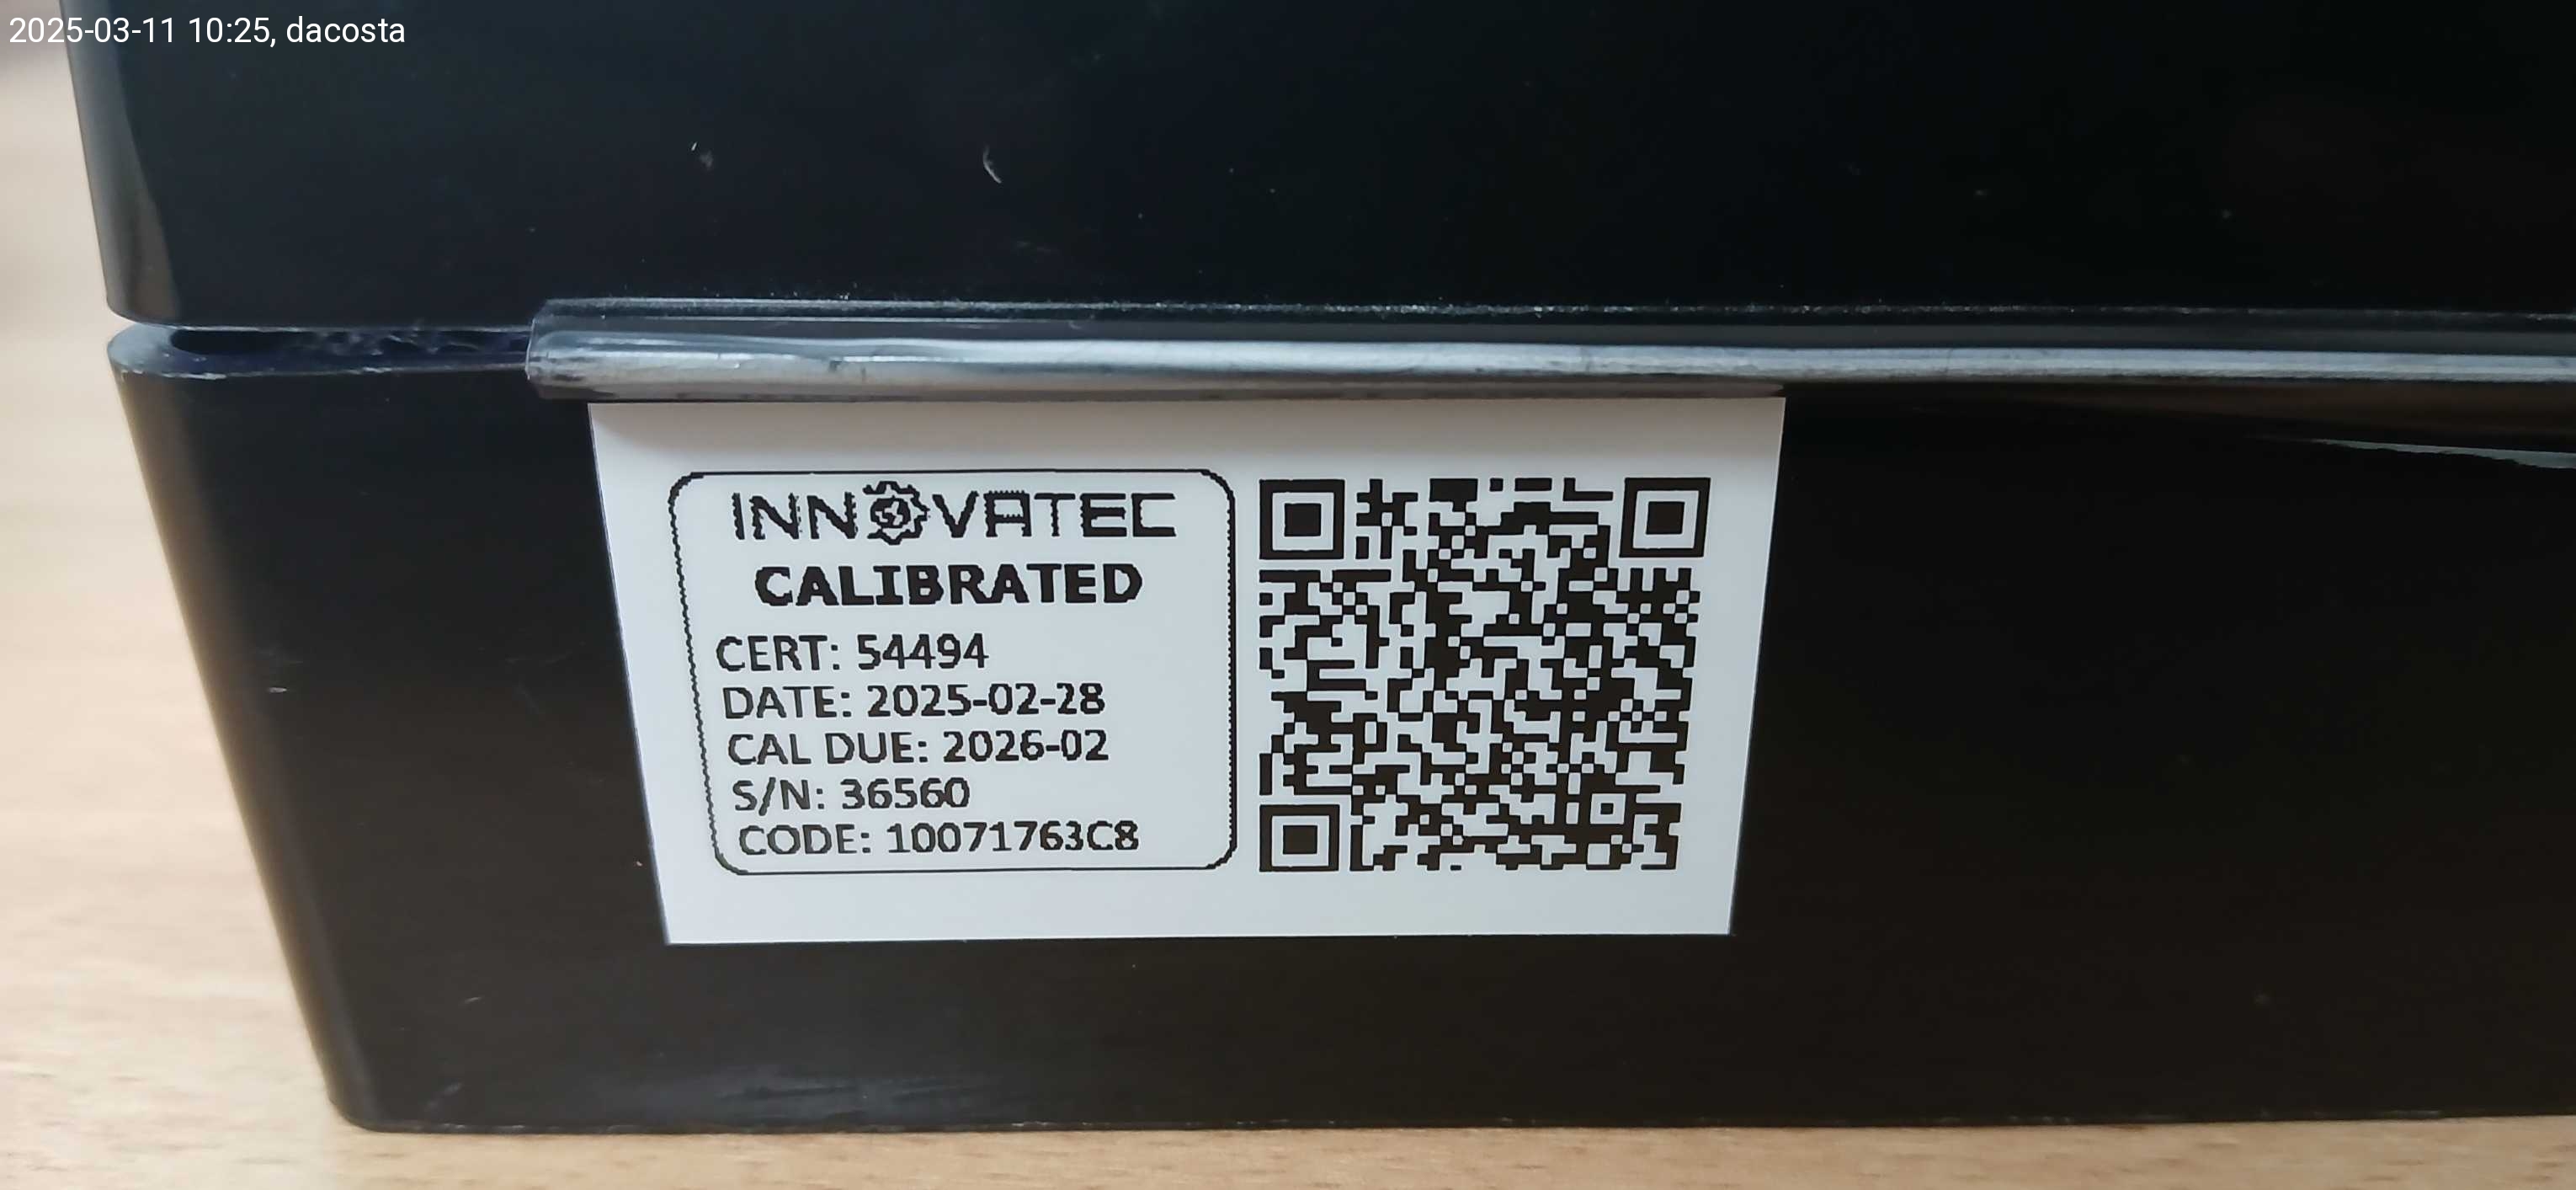 2025-03-11 10:25, dacosta
INNOVATEC
CALIBRATED
CERT: 54494
DATE: 2025-02-28
CAL DUE: 2026-02
S/N: 36560
CODE: 10071763C8